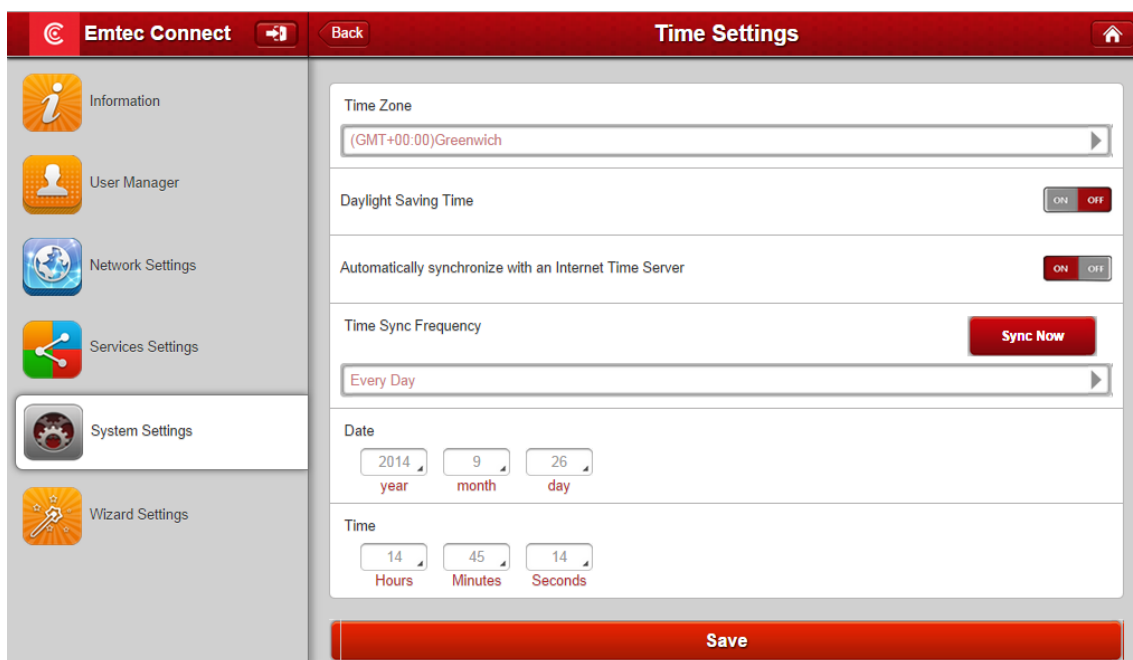 Emtec Connect
Back
Time Settings
Information
User Manager
Network Settings
Services Settings
System Settings
Wizard Settings
Time Zone
(GMT+00:00)Greenwich
Daylight Saving Time
ON OFF
Automatically synchronize with an Internet Time Server
ON OFF
Time Sync Frequency
Sync Now
Every Day
Date
2014 9 26
year month day
Time
14 45 14
Hours Minutes Seconds
Save